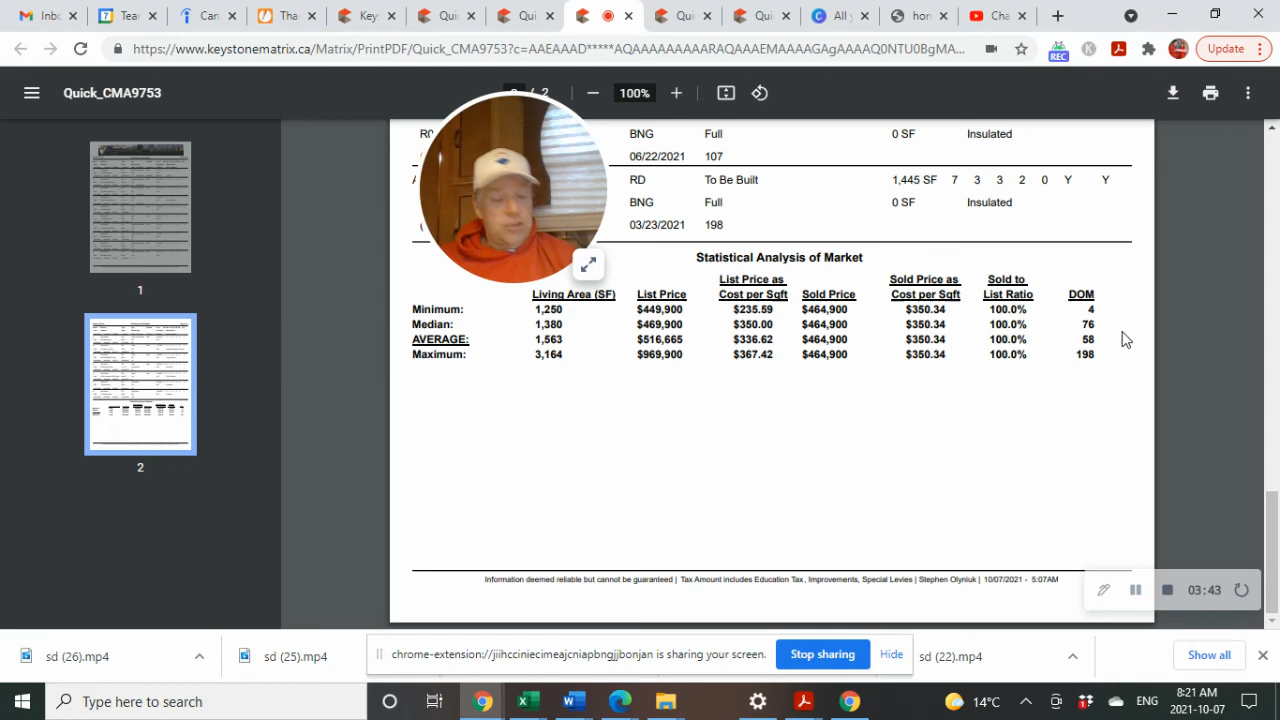 Inb
Tea
Can
Tha
Key
Quic
Quic
Quic
Quic
All y
hor
Cha
https://www.keystonematrix.ca/Matrix/PrintPDF/Quick_CMA9753?c=AAEAAAD*****AQAAAAAAAAARAQAAAEMAAAAGAgAAAAQ0NTU0BgMA...
REC
Update
Quick_CMA9753
/ 2
100%
BNG Full 0 SF Insulated
06/22/2021 107
RD To Be Built 1,445 SF 7 3 3 2 0 Y Y
BNG Full 0 SF Insulated
03/23/2021 198
Statistical Analysis of Market
List Price as Sold Price as Sold to
Living Area (SF) List Price Cost per Sqft Sold Price Cost per Sqft List Ratio DOM
Minimum: 1,250 $449,900 $235.59 $464,900 $350.34 100.0% 4
Median: 1,380 $469,900 $350.00 $464,900 $350.34 100.0% 76
AVERAGE: 1,563 $516,665 $336.62 $464,900 $350.34 100.0% 58
Maximum: 3,164 $969,900 $367.42 $464,900 $350.34 100.0% 198
1
2
Information deemed reliable but cannot be guaranteed | Tax Amount includes Education Tax, Improvements, Special Levies | Stephen Olyniuk | 10/07/2021 - 5:07AM
03:43
sd (26).mp4
sd (25).mp4
chrome-extension://jiihcciniecimeajcniapbngjjbonjan is sharing your screen.
Stop sharing
Hide
sd (22).mp4
Show all
Type here to search
14°C
ENG
8:21 AM
2021-10-07